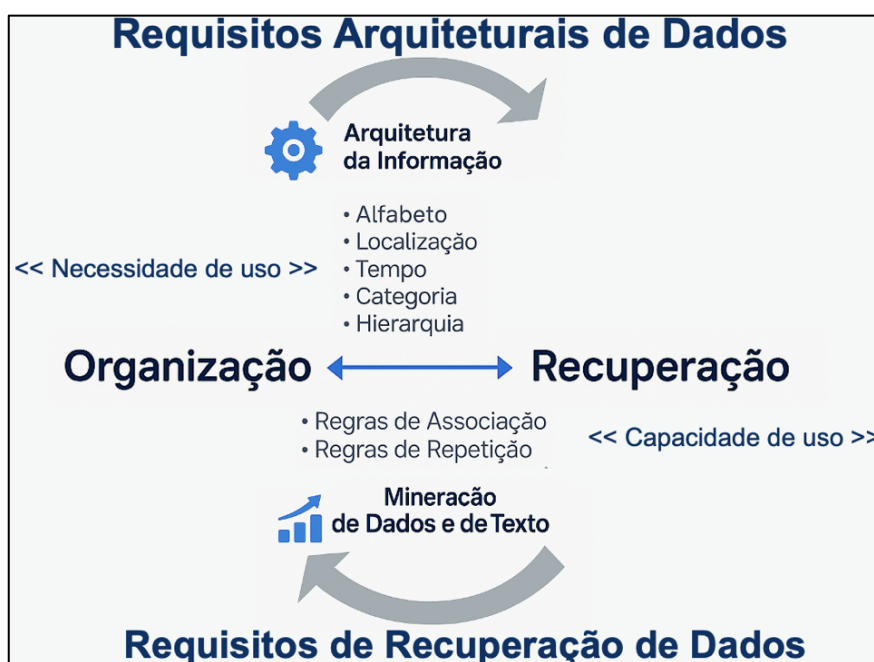 Requisitos Arquiteturais de Dados
Arquitetura
da Informação
• Alfabeto
• Localização
<< Necessidade de uso >>
• Tempo
• Categoria
• Hierarquia
Organização
Recuperação
• Regras de Associação
• Regras de Repetição
<< Capacidade de uso >>
Mineração
de Dados e de Texto
Requisitos de Recuperação de Dados